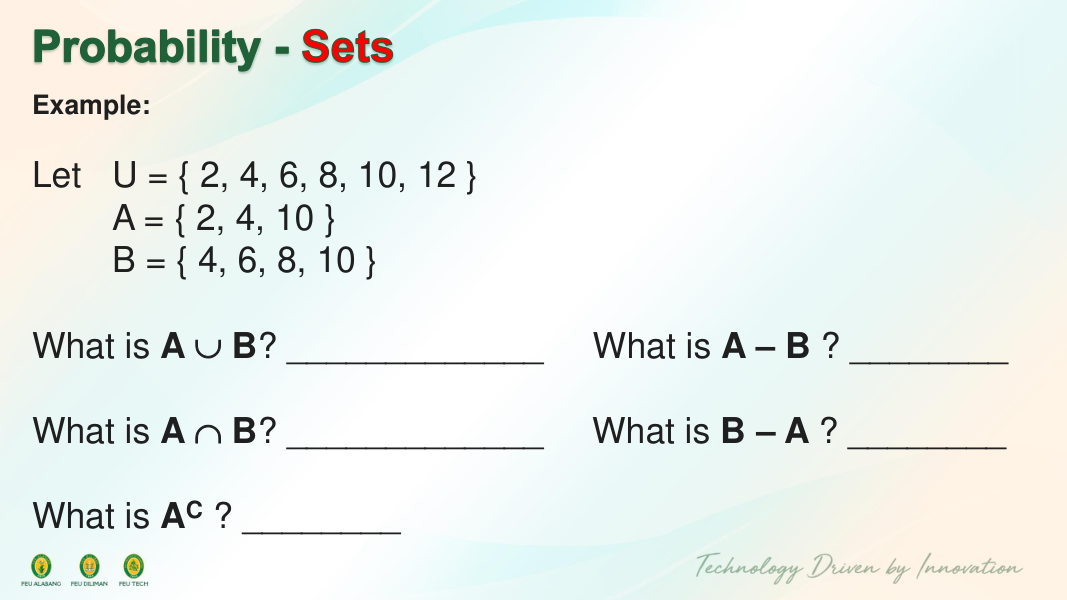 Probability - Sets
Example:
Let U = { 2, 4, 6, 8, 10, 12 }
A = { 2, 4, 10 }
B = { 4, 6, 8, 10 }
What is A ∪ B? _____________ What is A – B ? ________
What is A ∩ B? _____________ What is B – A ? ________
What is Aᶜ ? ________
FEU ALABANG FEU DILIMAN FEU TECH
Technology Driven by Innovation